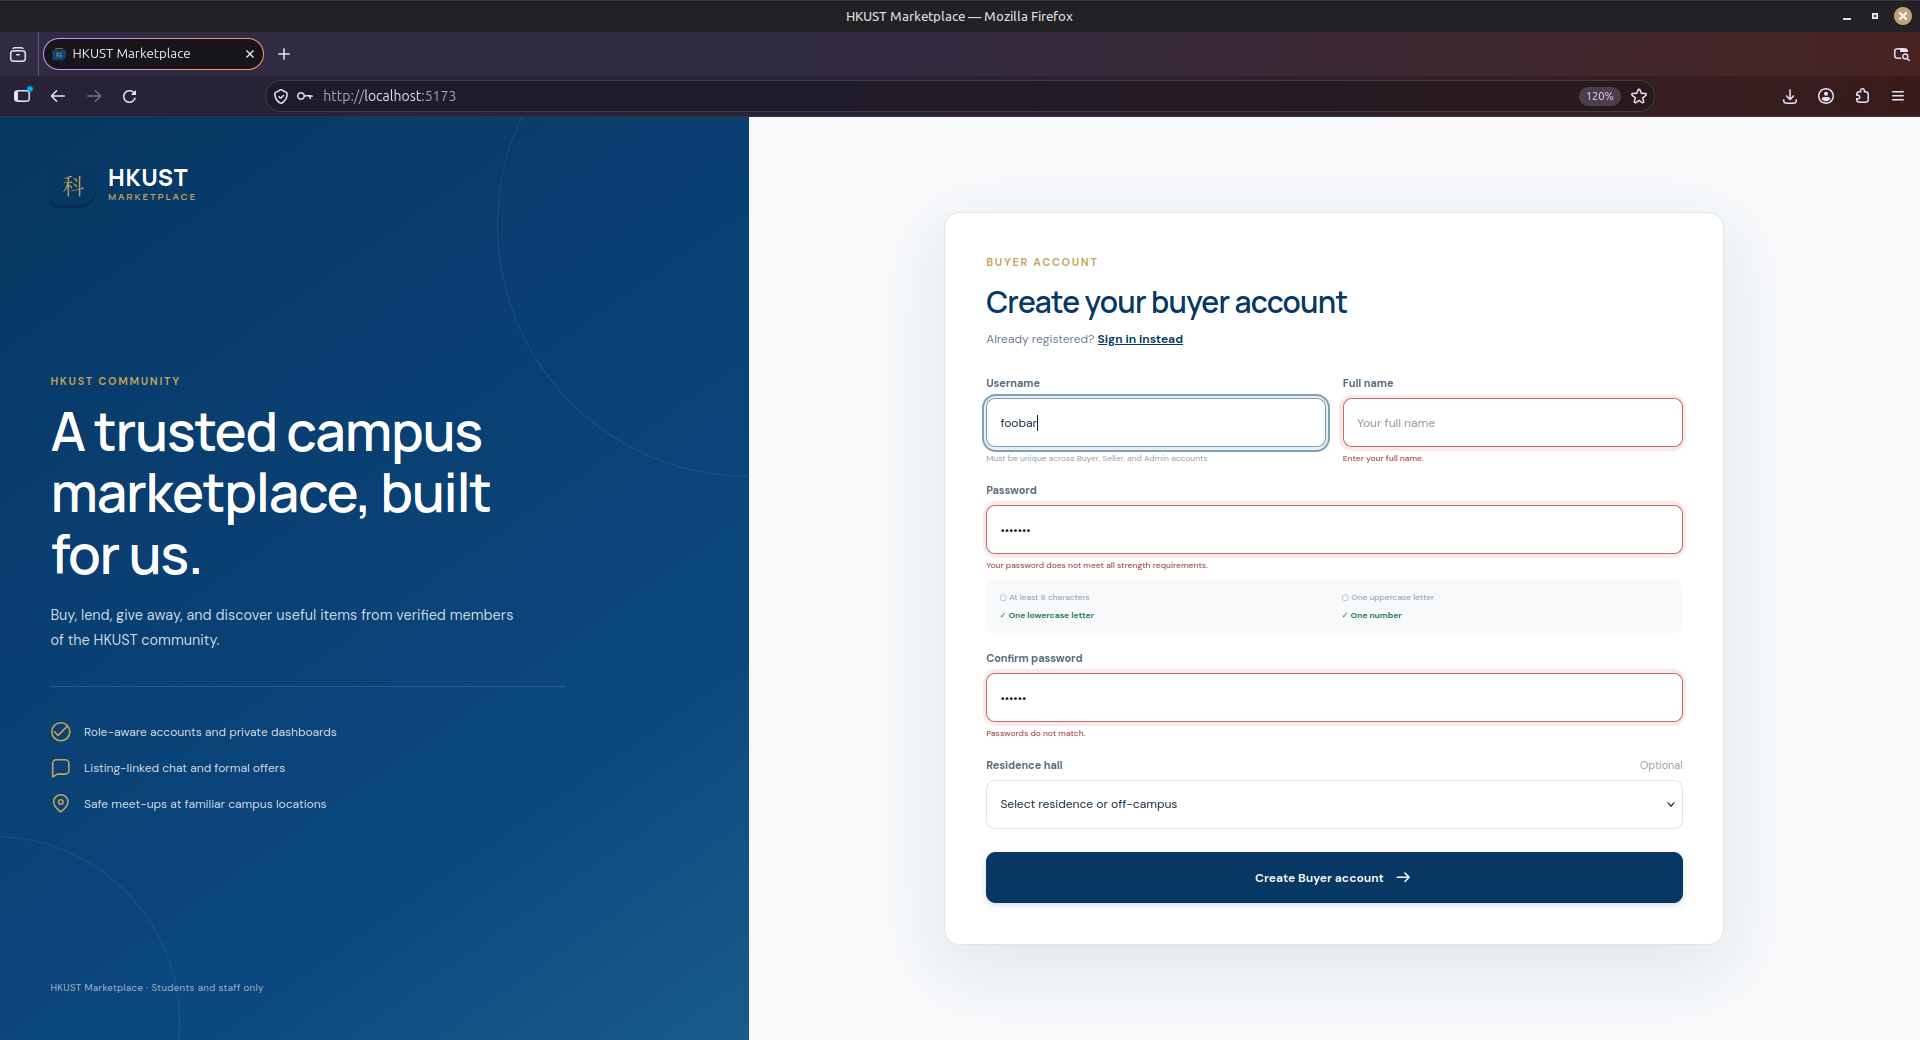 HKUST Marketplace — Mozilla Firefox
HKUST Marketplace
http://localhost:5173
120%
科
HKUST
MARKETPLACE
HKUST COMMUNITY
A trusted campus
marketplace, built
for us.
Buy, lend, give away, and discover useful items from verified members
of the HKUST community.
Role-aware accounts and private dashboards
Listing-linked chat and formal offers
Safe meet-ups at familiar campus locations
HKUST Marketplace · Students and staff only
BUYER ACCOUNT
Create your buyer account
Already registered? Sign in instead
Username
Full name
foobar
Your full name
Must be unique across Buyer, Seller, and Admin accounts
Enter your full name.
Password
•••••••
Your password does not meet all strength requirements.
○ At least 8 characters
○ One uppercase letter
✓ One lowercase letter
✓ One number
Confirm password
••••••
Passwords do not match.
Residence hall
Optional
Select residence or off-campus
Create Buyer account →